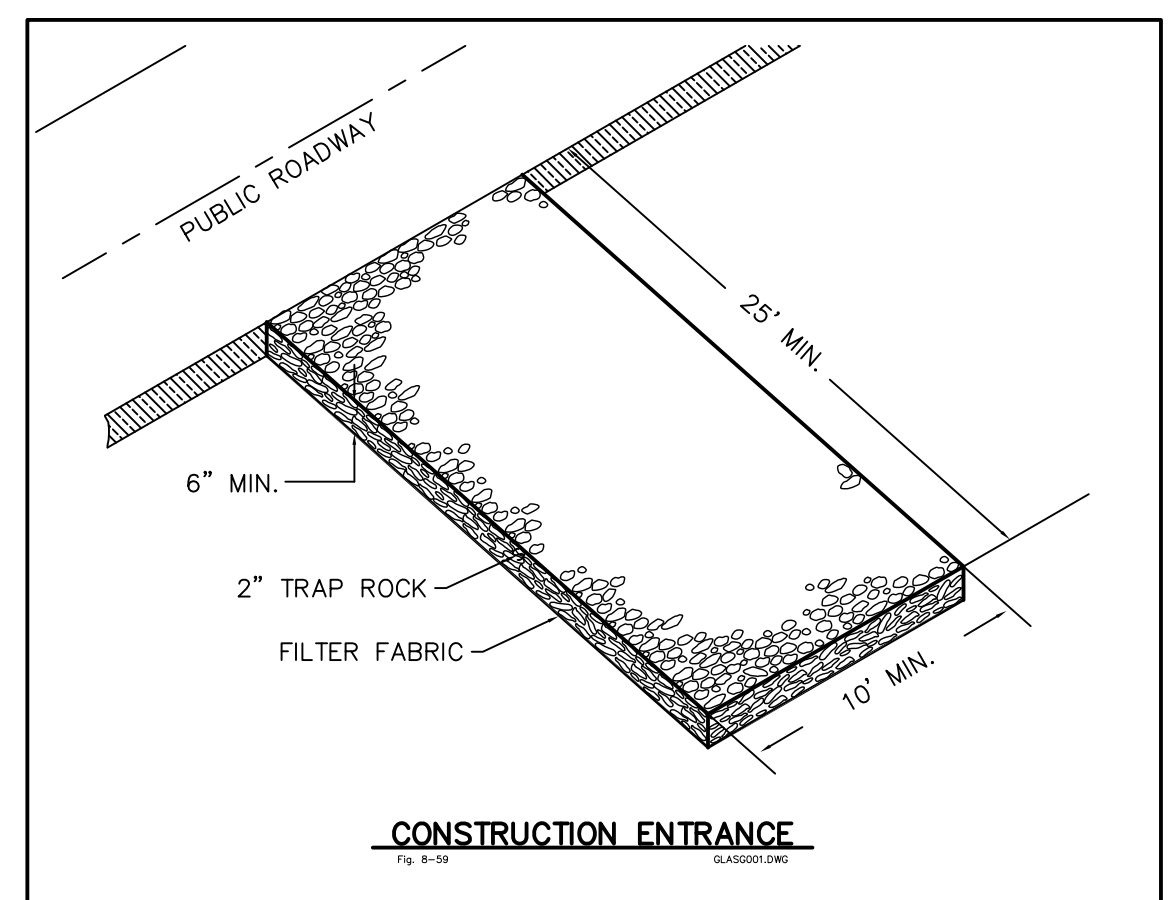 PUBLIC ROADWAY
25' MIN.
6” MIN.
2” TRAP ROCK
FILTER FABRIC
10' MIN.
CONSTRUCTION ENTRANCE
Fig. 8-59
GLASG001.DWG